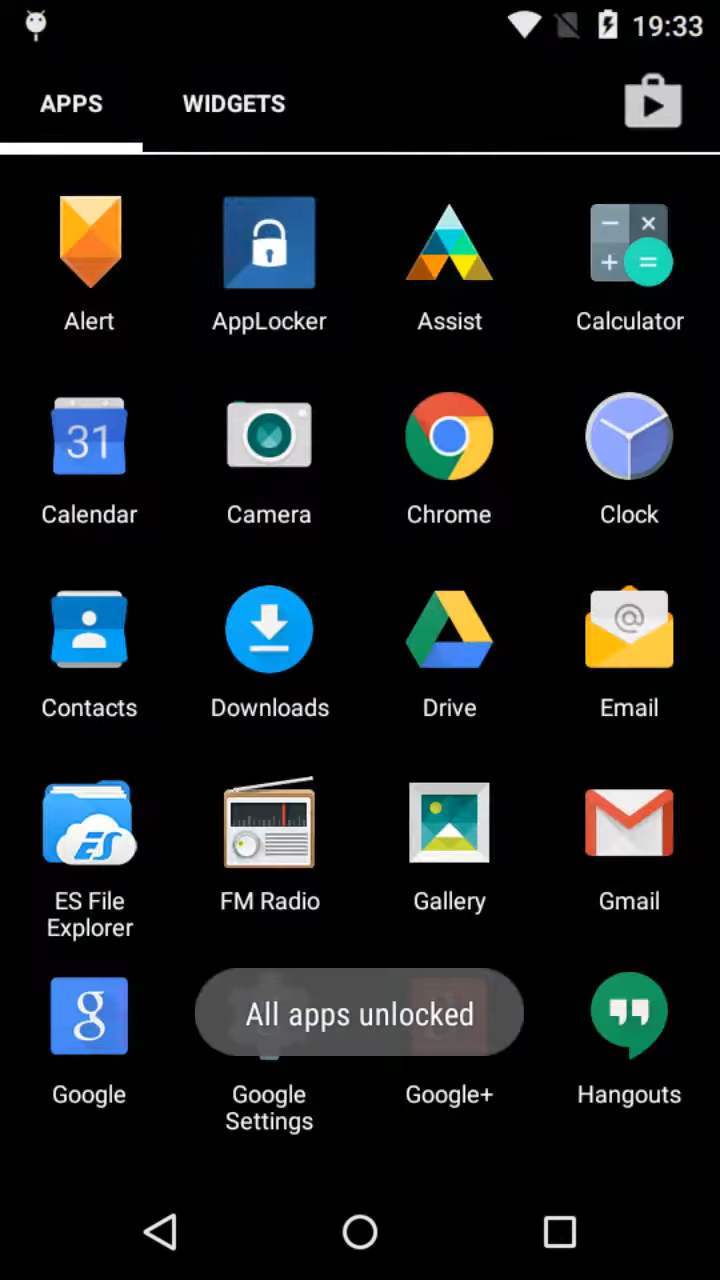 19:33
APPS WIDGETS
Alert AppLocker Assist Calculator
31
Calendar Camera Chrome Clock
@
Contacts Downloads Drive Email
ES
ES File Explorer FM Radio Gallery Gmail
g
All apps unlocked
Google Google Settings Google+ Hangouts